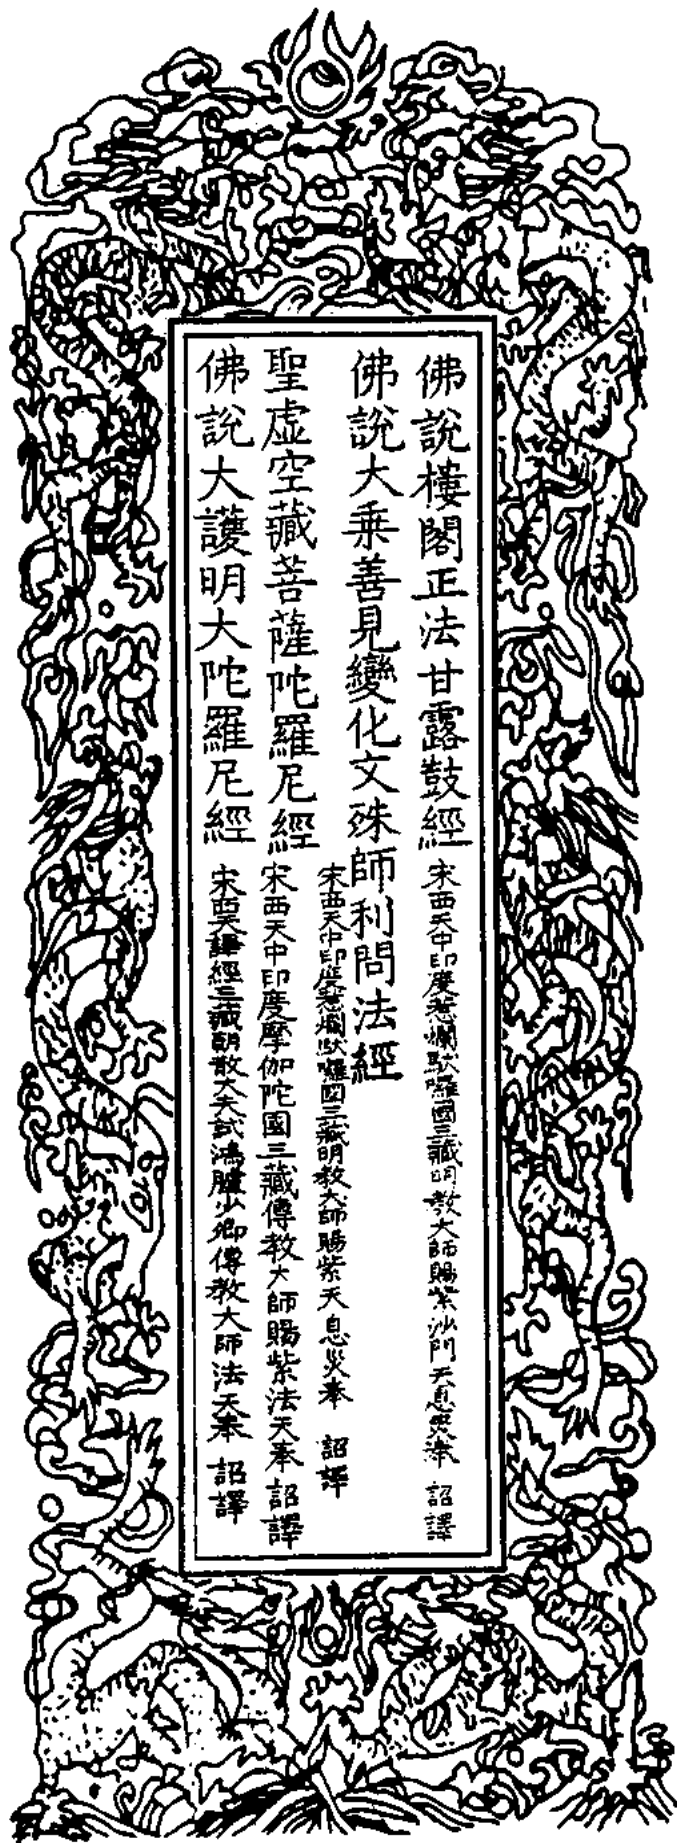 佛說樓閣正法甘露鼓經　宋西天中印度惹爛馱囉國三藏明教大師賜紫沙門天息災奉　詔譯
佛說大乘善見變化文殊師利問法經
宋西天中印度惹爛馱囉國三藏明教大師賜紫天息災奉　詔譯
聖虛空藏菩薩陀羅尼經　宋西天中印度摩伽陀國三藏傳教大師賜紫法天奉　詔譯
佛說大護明大陀羅尼經　宋西天譯經三藏朝散大夫試鴻臚少卿傳教大師法天奉　詔譯